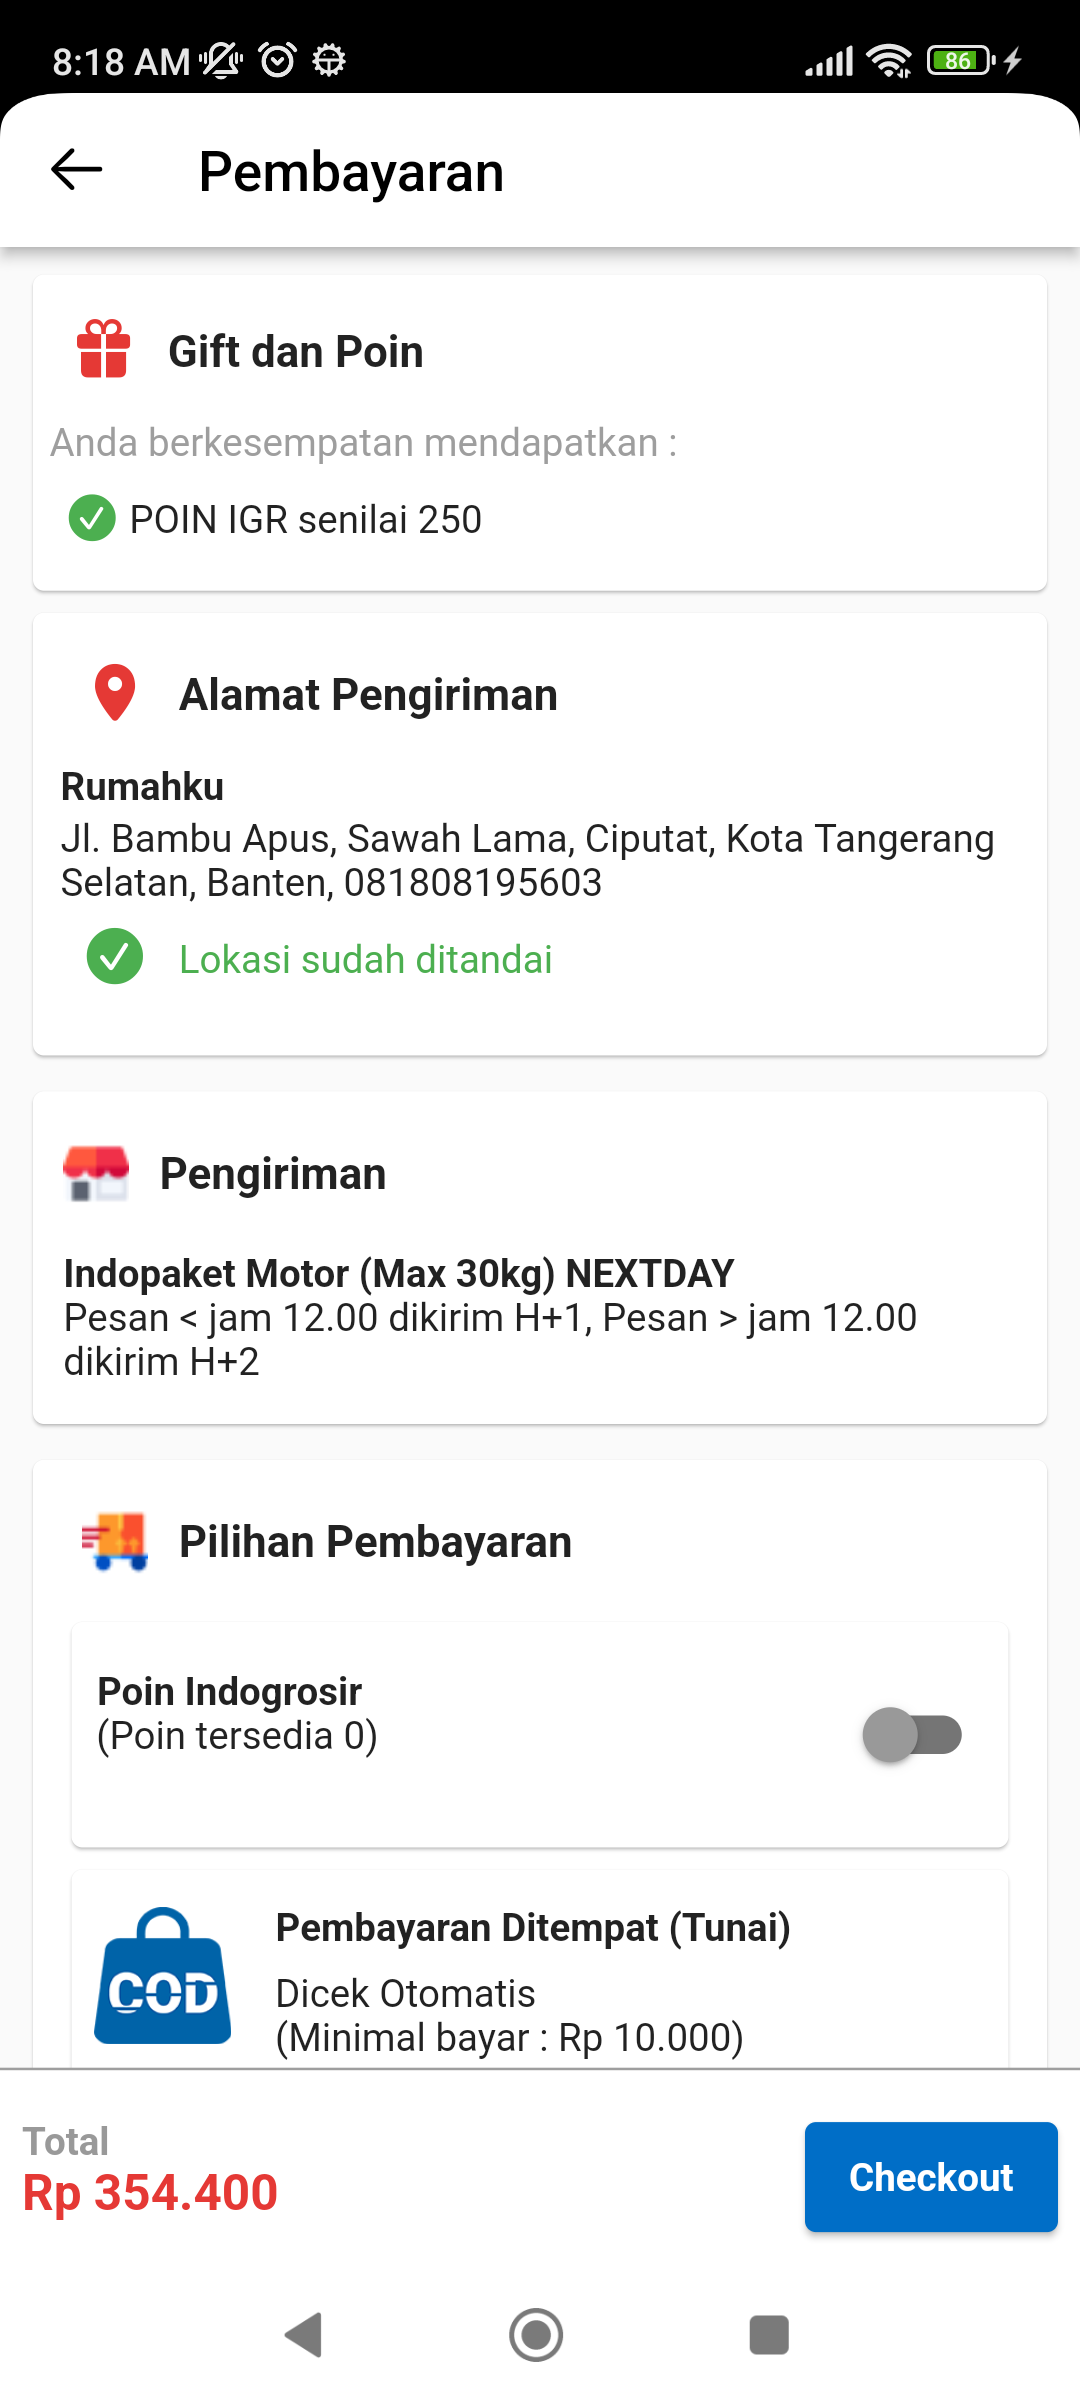 8:18 AM
86
Pembayaran
Gift dan Poin
Anda berkesempatan mendapatkan :
POIN IGR senilai 250
Alamat Pengiriman
Rumahku
Jl. Bambu Apus, Sawah Lama, Ciputat, Kota Tangerang
Selatan, Banten, 081808195603
Lokasi sudah ditandai
Pengiriman
Indopaket Motor (Max 30kg) NEXTDAY
Pesan < jam 12.00 dikirim H+1, Pesan > jam 12.00
dikirim H+2
Pilihan Pembayaran
Poin Indogrosir
(Poin tersedia 0)
COD
Pembayaran Ditempat (Tunai)
Dicek Otomatis
(Minimal bayar : Rp 10.000)
Total
Rp 354.400
Checkout